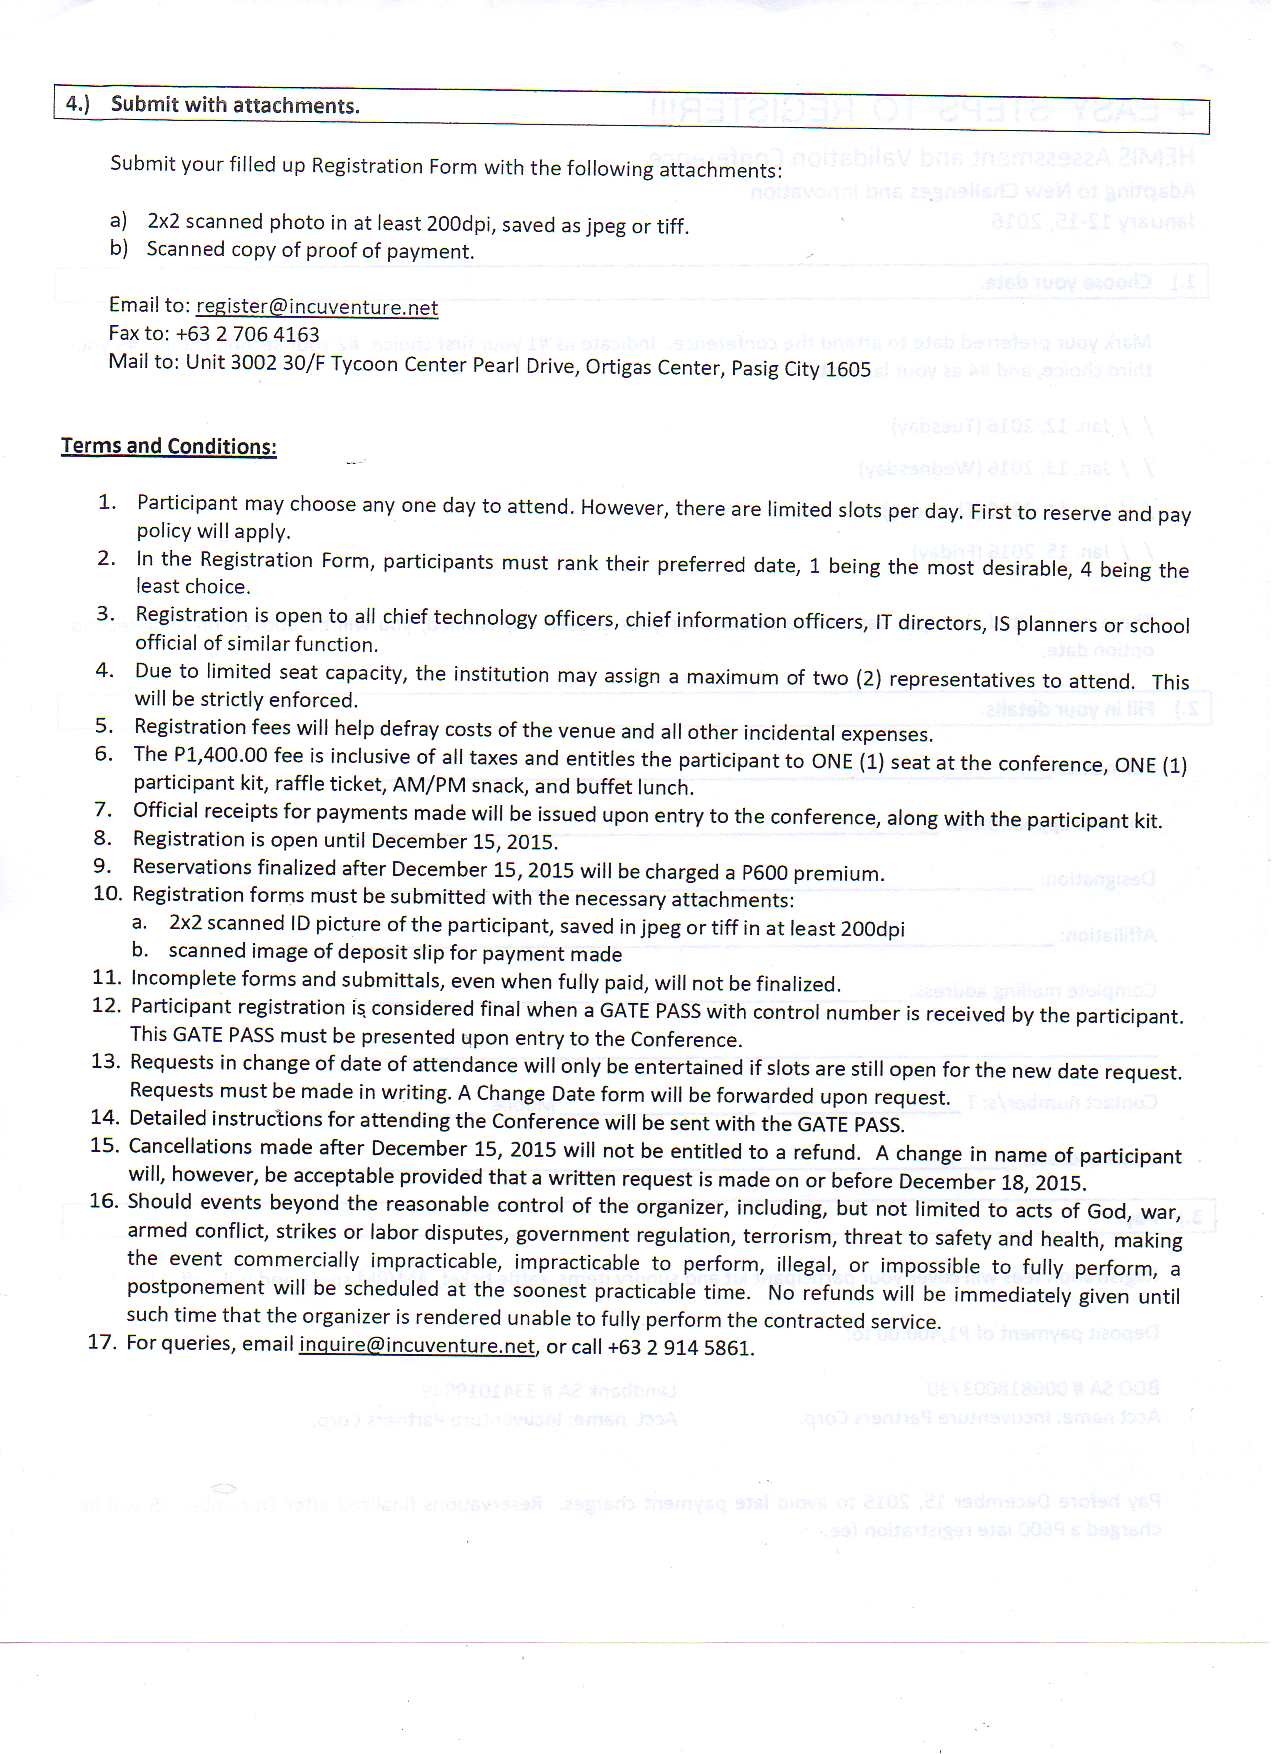 4.) Submit with attachments.
Submit your filled up Registration Form with the following attachments:
a) 2x2 scanned photo in at least 200dpi, saved as jpeg or tiff.
b) Scanned copy of proof of payment.
Email to: register@incuventure.net
Fax to: +63 2 706 4163
Mail to: Unit 3002 30/F Tycoon Center Pearl Drive, Ortigas Center, Pasig City 1605
Terms and Conditions:
1. Participant may choose any one day to attend. However, there are limited slots per day. First to reserve and pay
policy will apply.
2. In the Registration Form, participants must rank their preferred date, 1 being the most desirable, 4 being the
least choice.
3. Registration is open to all chief technology officers, chief information officers, IT directors, IS planners or school
official of similar function.
4. Due to limited seat capacity, the institution may assign a maximum of two (2) representatives to attend. This
will be strictly enforced.
5. Registration fees will help defray costs of the venue and all other incidental expenses.
6. The P1,400.00 fee is inclusive of all taxes and entitles the participant to ONE (1) seat at the conference, ONE (1)
participant kit, raffle ticket, AM/PM snack, and buffet lunch.
7. Official receipts for payments made will be issued upon entry to the conference, along with the participant kit.
8. Registration is open until December 15, 2015.
9. Reservations finalized after December 15, 2015 will be charged a P600 premium.
10. Registration forms must be submitted with the necessary attachments:
a. 2x2 scanned ID picture of the participant, saved in jpeg or tiff in at least 200dpi
b. scanned image of deposit slip for payment made
11. Incomplete forms and submittals, even when fully paid, will not be finalized.
12. Participant registration is considered final when a GATE PASS with control number is received by the participant.
This GATE PASS must be presented upon entry to the Conference.
13. Requests in change of date of attendance will only be entertained if slots are still open for the new date request.
Requests must be made in writing. A Change Date form will be forwarded upon request.
14. Detailed instructions for attending the Conference will be sent with the GATE PASS.
15. Cancellations made after December 15, 2015 will not be entitled to a refund. A change in name of participant
will, however, be acceptable provided that a written request is made on or before December 18, 2015.
16. Should events beyond the reasonable control of the organizer, including, but not limited to acts of God, war,
armed conflict, strikes or labor disputes, government regulation, terrorism, threat to safety and health, making
the event commercially impracticable, impracticable to perform, illegal, or impossible to fully perform, a
postponement will be scheduled at the soonest practicable time. No refunds will be immediately given until
such time that the organizer is rendered unable to fully perform the contracted service.
17. For queries, email inquire@incuventure.net, or call +63 2 914 5861.